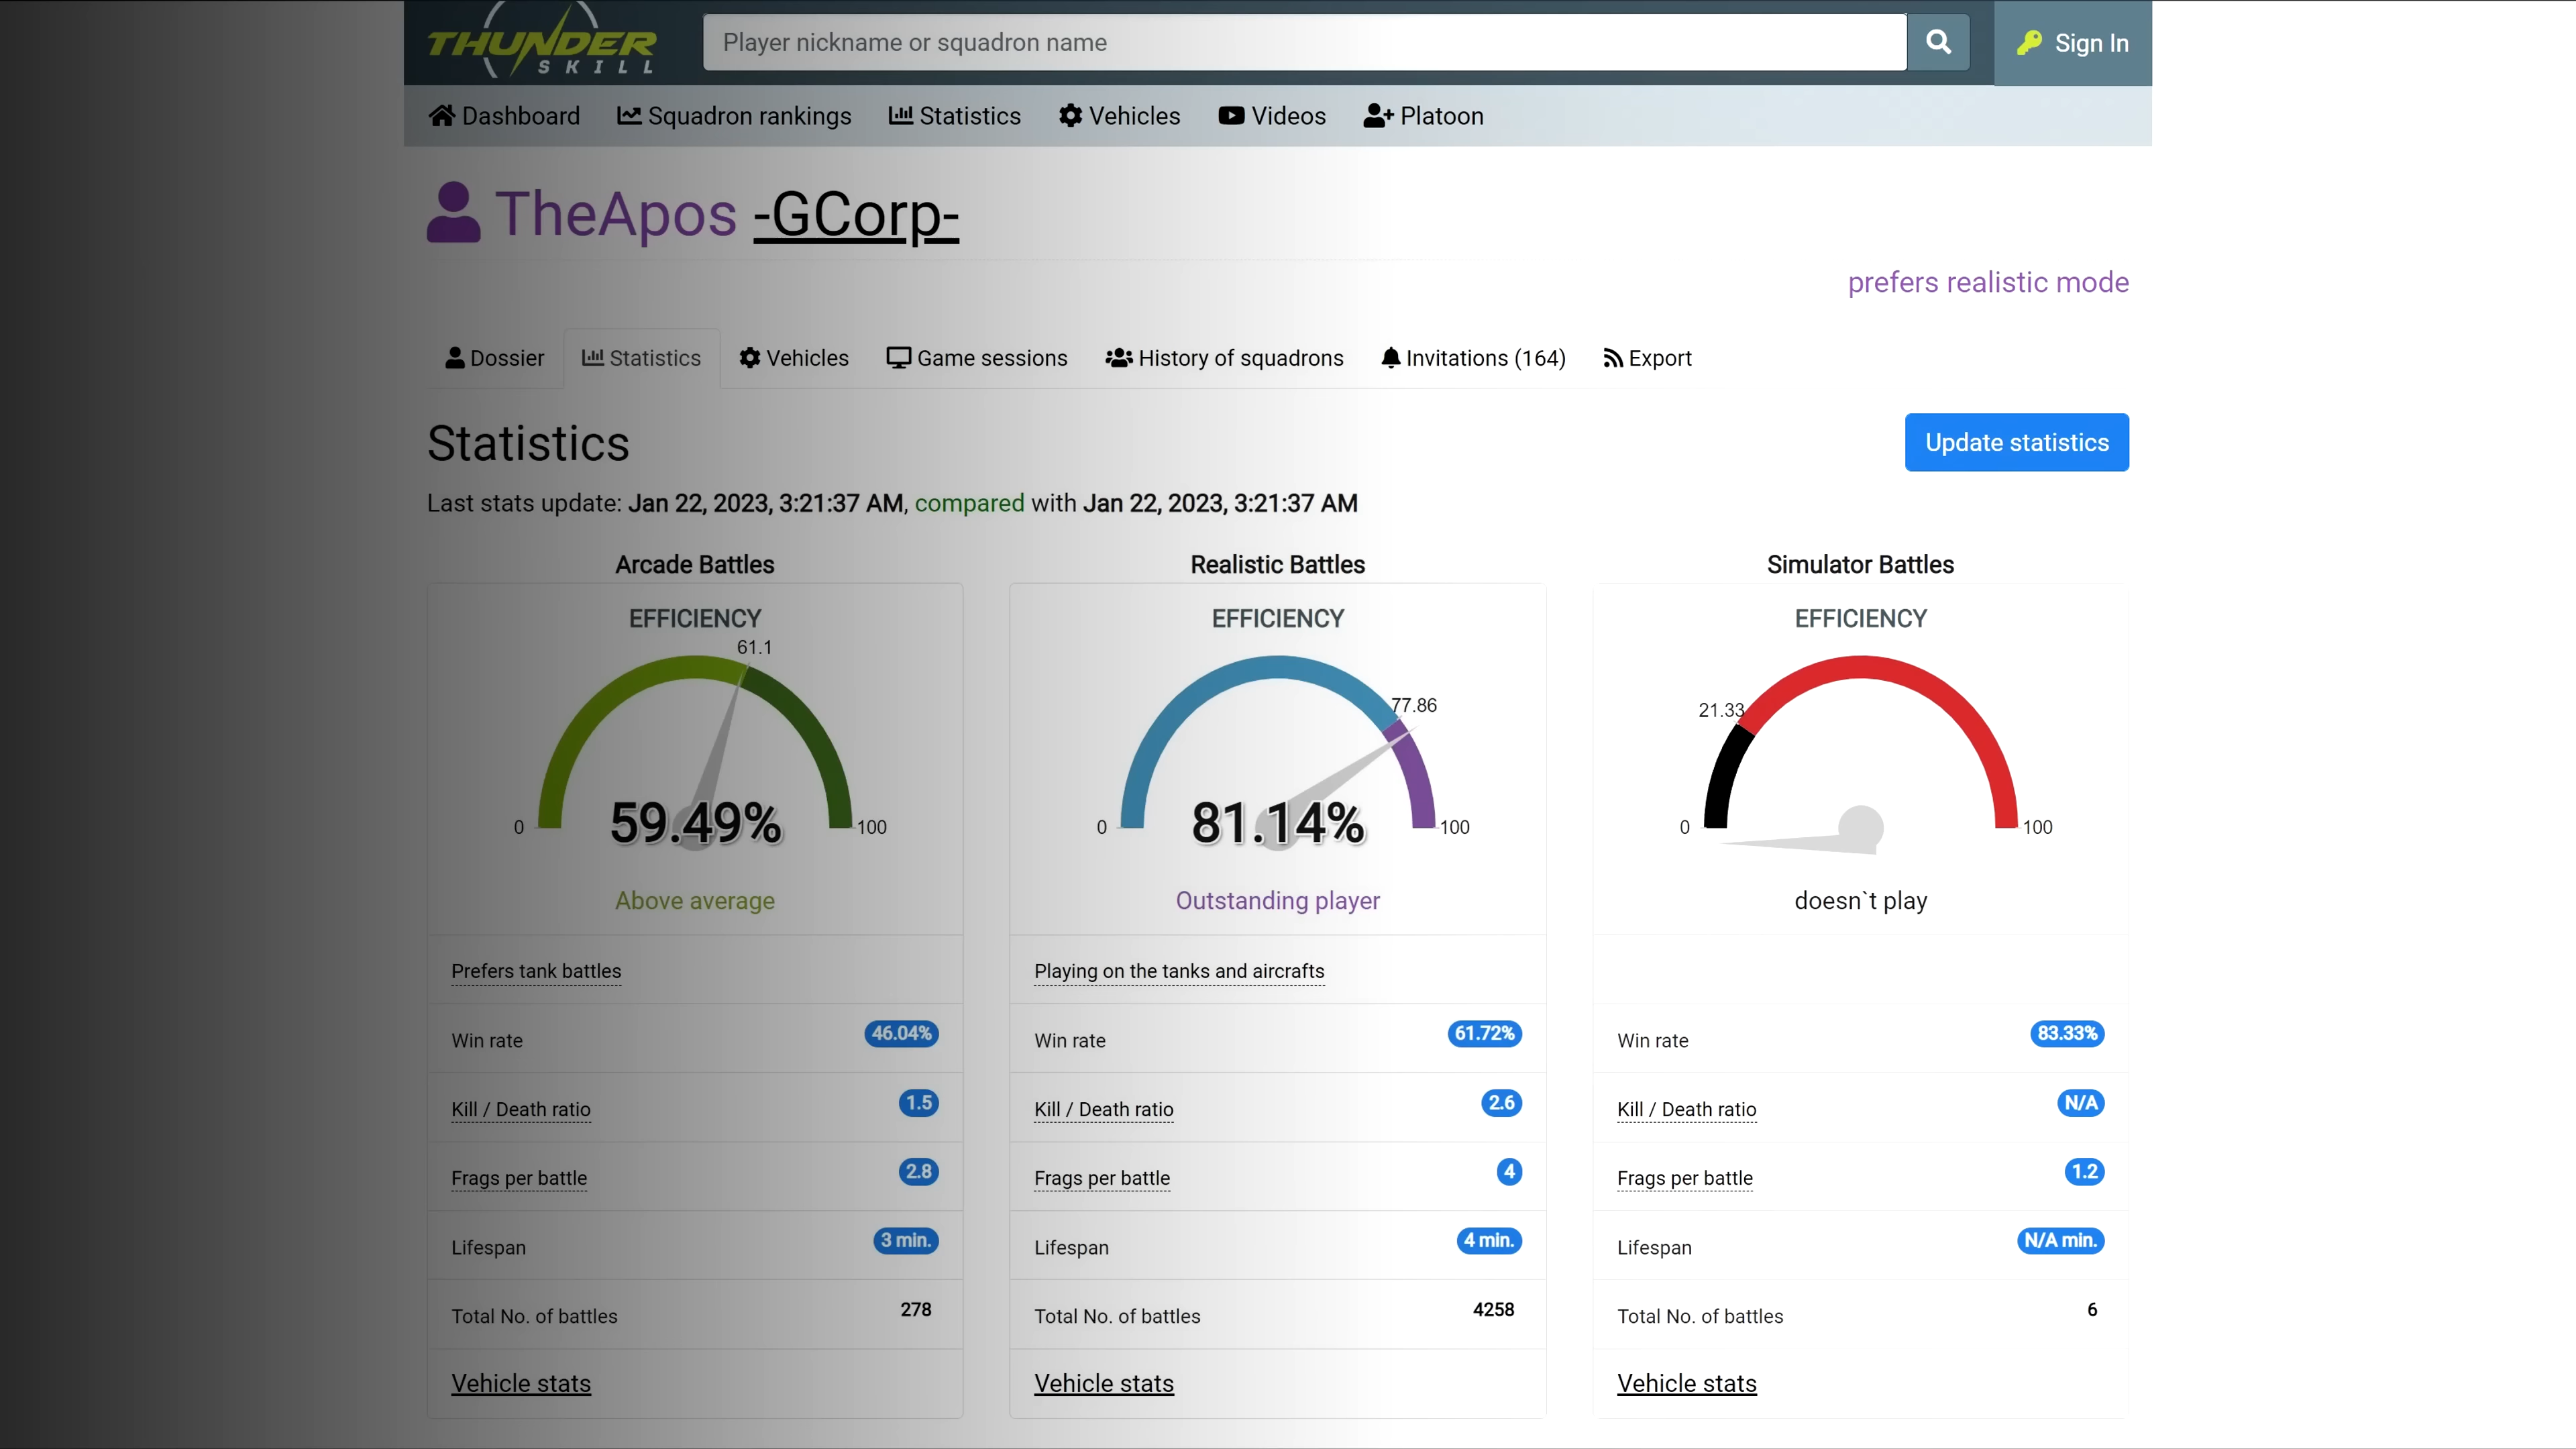 THUNDER
SKILL
Player nickname or squadron name
Sign In
Dashboard Squadron rankings Statistics Vehicles Videos Platoon
TheApos -GCorp-
prefers realistic mode
Dossier Statistics Vehicles Game sessions History of squadrons Invitations (164) Export
Statistics
Update statistics
Last stats update: Jan 22, 2023, 3:21:37 AM, compared with Jan 22, 2023, 3:21:37 AM
Arcade Battles
EFFICIENCY
61.1
0
59.49%
100
Above average
Prefers tank battles
Win rate 46.04%
Kill / Death ratio 1.5
Frags per battle 2.8
Lifespan 3 min.
Total No. of battles 278
Vehicle stats
Realistic Battles
EFFICIENCY
77.86
0
81.14%
100
Outstanding player
Playing on the tanks and aircrafts
Win rate 61.72%
Kill / Death ratio 2.6
Frags per battle 4
Lifespan 4 min.
Total No. of battles 4258
Vehicle stats
Simulator Battles
EFFICIENCY
21.33
0
100
doesn`t play
Win rate 83.33%
Kill / Death ratio N/A
Frags per battle 1.2
Lifespan N/A min.
Total No. of battles 6
Vehicle stats